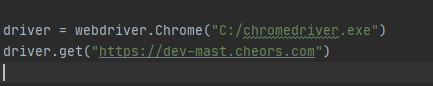 driver = webdriver.Chrome("C:/chromedriver.exe")
driver.get("https://dev-mast.cheors.com")